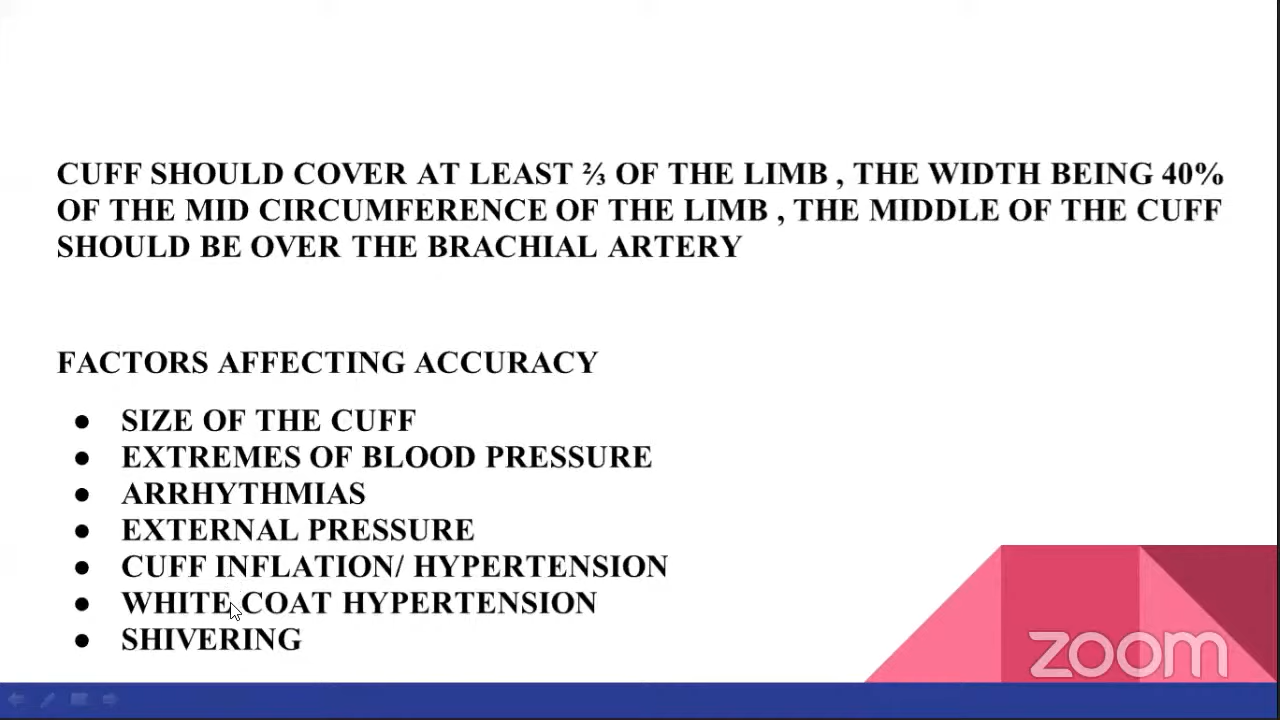 CUFF SHOULD COVER AT LEAST ⅔ OF THE LIMB , THE WIDTH BEING 40%
OF THE MID CIRCUMFERENCE OF THE LIMB , THE MIDDLE OF THE CUFF
SHOULD BE OVER THE BRACHIAL ARTERY
FACTORS AFFECTING ACCURACY
● SIZE OF THE CUFF
● EXTREMES OF BLOOD PRESSURE
● ARRHYTHMIAS
● EXTERNAL PRESSURE
● CUFF INFLATION/ HYPERTENSION
● WHITE COAT HYPERTENSION
● SHIVERING
zoom